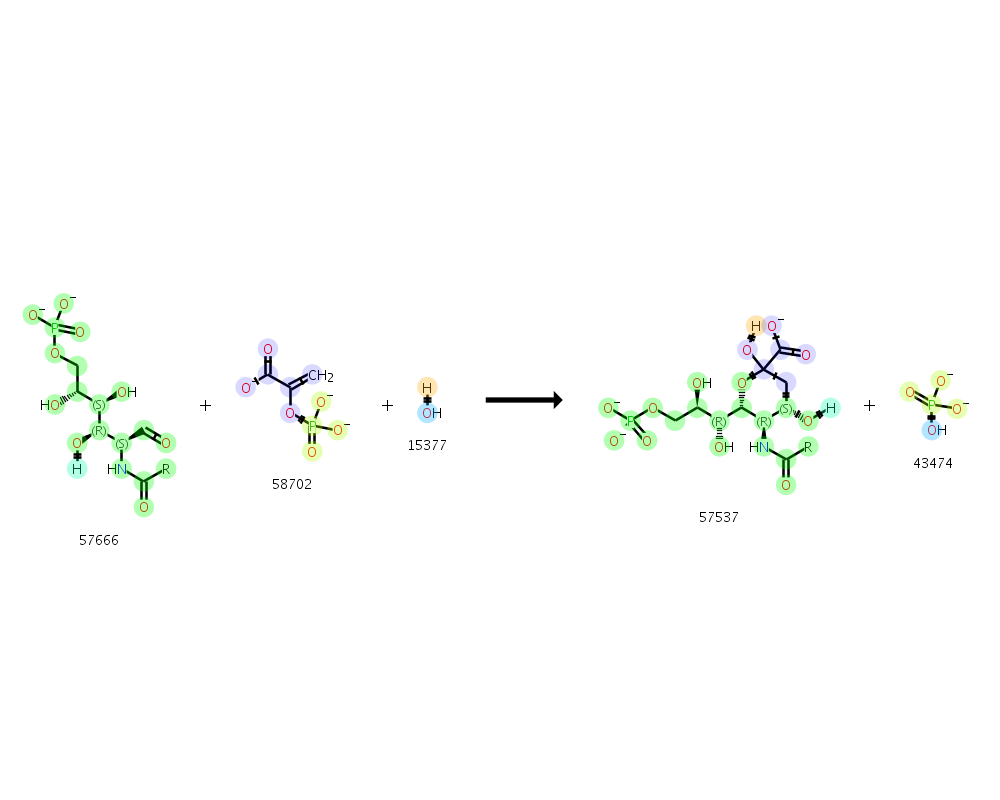 O⁻
O⁻
P
O
O
HO
OH
(S)
(R)
O
(S)
O
H
HN
R
O
57666
+
O
O⁻
CH2
O
O⁻
P
O⁻
O
58702
+
H
OH
15377
H
O⁻
O
O
OH
O
O⁻
O
P
O⁻
O
(R)
(S)
O
H
OH
(R)
HN
R
O
57537
+
O
O⁻
P
O⁻
OH
43474